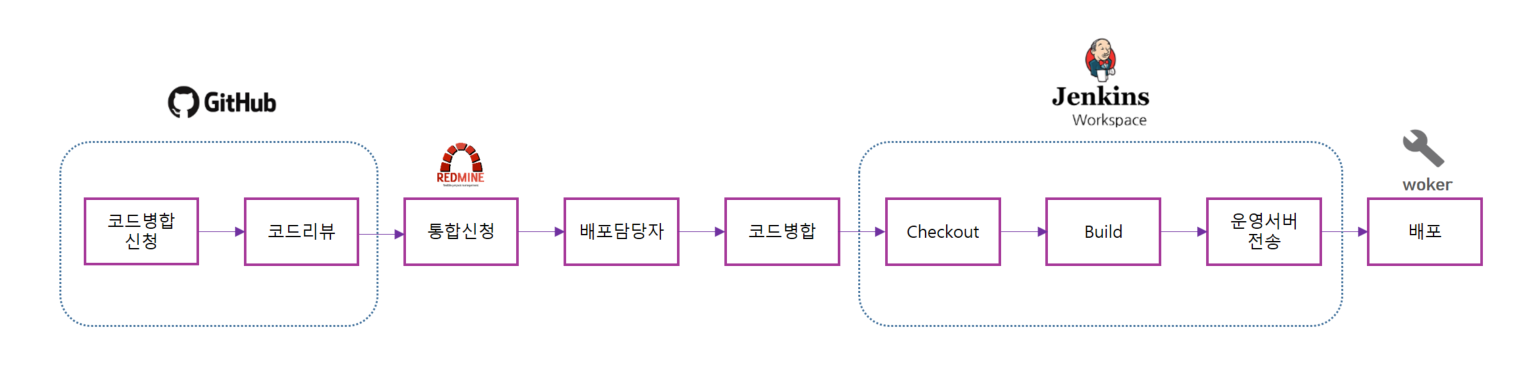 GitHub
Jenkins
Workspace
REDMINE
woker
코드병합
신청
코드리뷰
통합신청
배포담당자
코드병합
Checkout
Build
운영서버
전송
배포